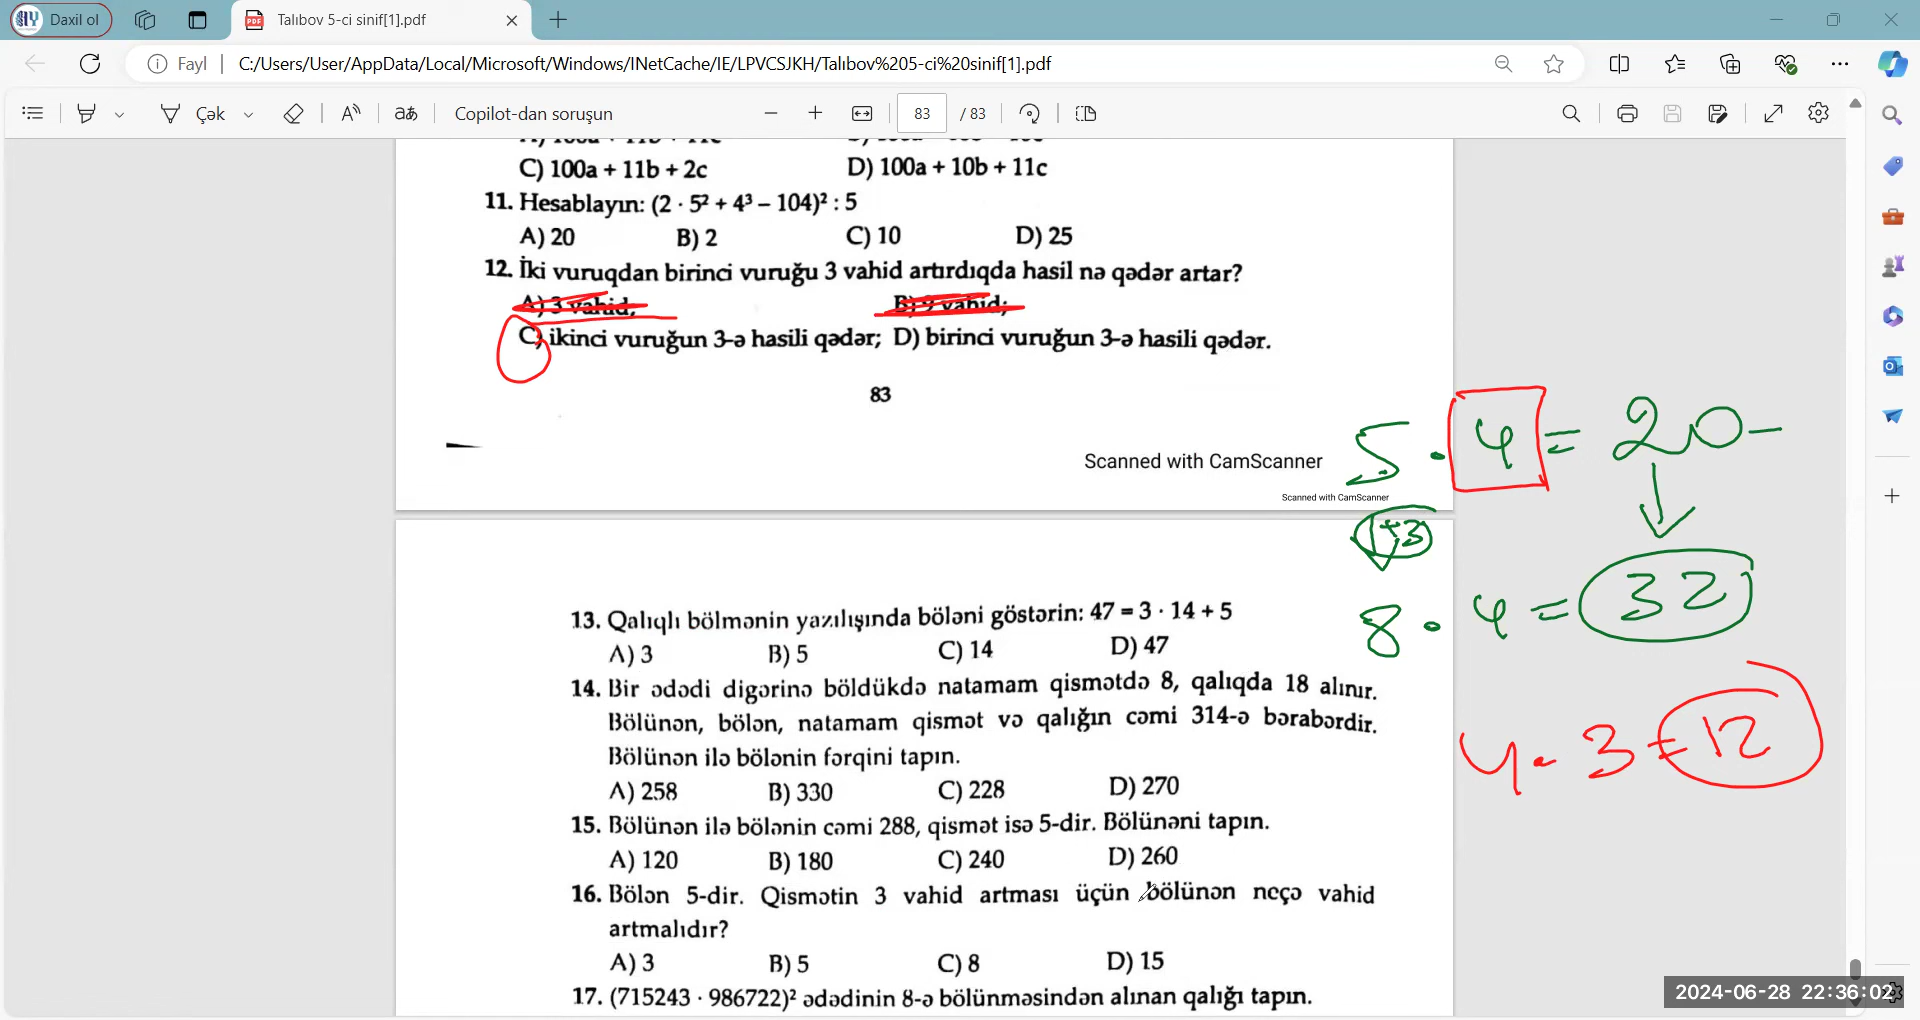 Daxil ol
Talıbov 5-ci sinif[1].pdf
Fayl
C:/Users/User/AppData/Local/Microsoft/Windows/INetCache/IE/LPVCSJKH/Talıbov%205-ci%20sinif[1].pdf
Çək
aあ
Copilot-dan soruşun
83 / 83
C) 100a + 11b + 2c D) 100a + 10b + 11c
11. Hesablayın: (2 · 5² + 4³ – 104)² : 5
A) 20 B) 2 C) 10 D) 25
12. İki vuruqdan birinci vuruğu 3 vahid artırdıqda hasil nə qədər artar?
A) 3 vahid; B) 9 vahid;
C) ikinci vuruğun 3-ə hasili qədər; D) birinci vuruğun 3-ə hasili qədər.
83
Scanned with CamScanner
Scanned with CamScanner
5 · 4 = 20
+3
8 · 4 = 32
4 · 3 = 12
13. Qalıqlı bölmənin yazılışında böləni göstərin: 47 = 3 · 14 + 5
A) 3 B) 5 C) 14 D) 47
14. Bir ədədi digərinə böldükdə natamam qismətdə 8, qalıqda 18 alınır.
Bölünən, bölən, natamam qismət və qalığın cəmi 314-ə bərabərdir.
Bölünən ilə bölənin fərqini tapın.
A) 258 B) 330 C) 228 D) 270
15. Bölünən ilə bölənin cəmi 288, qismət isə 5-dir. Bölünəni tapın.
A) 120 B) 180 C) 240 D) 260
16. Bölən 5-dir. Qismətin 3 vahid artması üçün bölünən neçə vahid
artmalıdır?
A) 3 B) 5 C) 8 D) 15
17. (715243 · 986722)² ədədinin 8-ə bölünməsindən alınan qalığı tapın.
2024-06-28 22:36:02